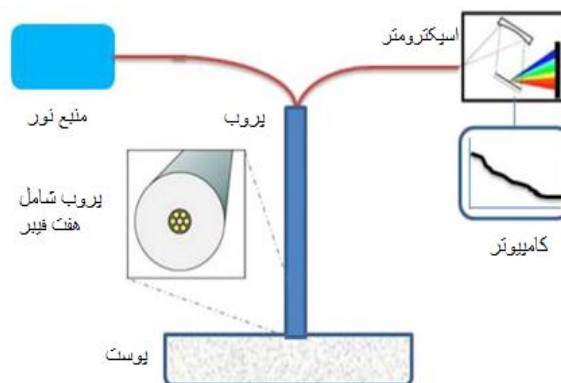 اسپکترومتر
منبع نور
پروب
پروب شامل
هفت فیبر
کامپیوتر
پوست